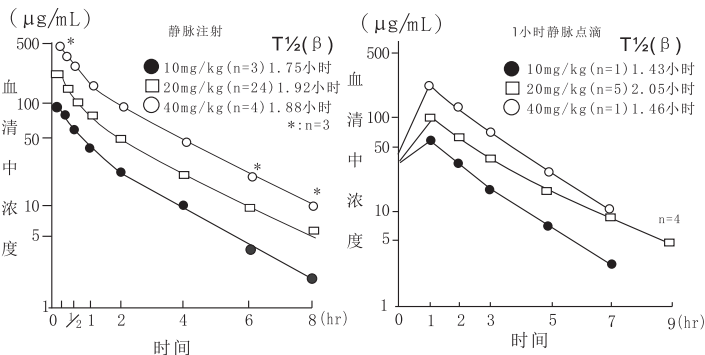 (μg/mL)
静脉注射
T½(β)
10mg/kg(n=3)1.75小时
20mg/kg(n=24)1.92小时
40mg/kg(n=4)1.88小时
*:n=3
*
*
*
500
100
50
10
5
1
血清中浓度
0 1/2 1 2 4 6 8(hr)
时间
(μg/mL)
1小时静脉点滴
T½(β)
10mg/kg(n=1)1.43小时
20mg/kg(n=5)2.05小时
40mg/kg(n=1)1.46小时
n=4
500
100
50
10
5
1
血清中浓度
0 1 2 3 5 7 9(hr)
时间